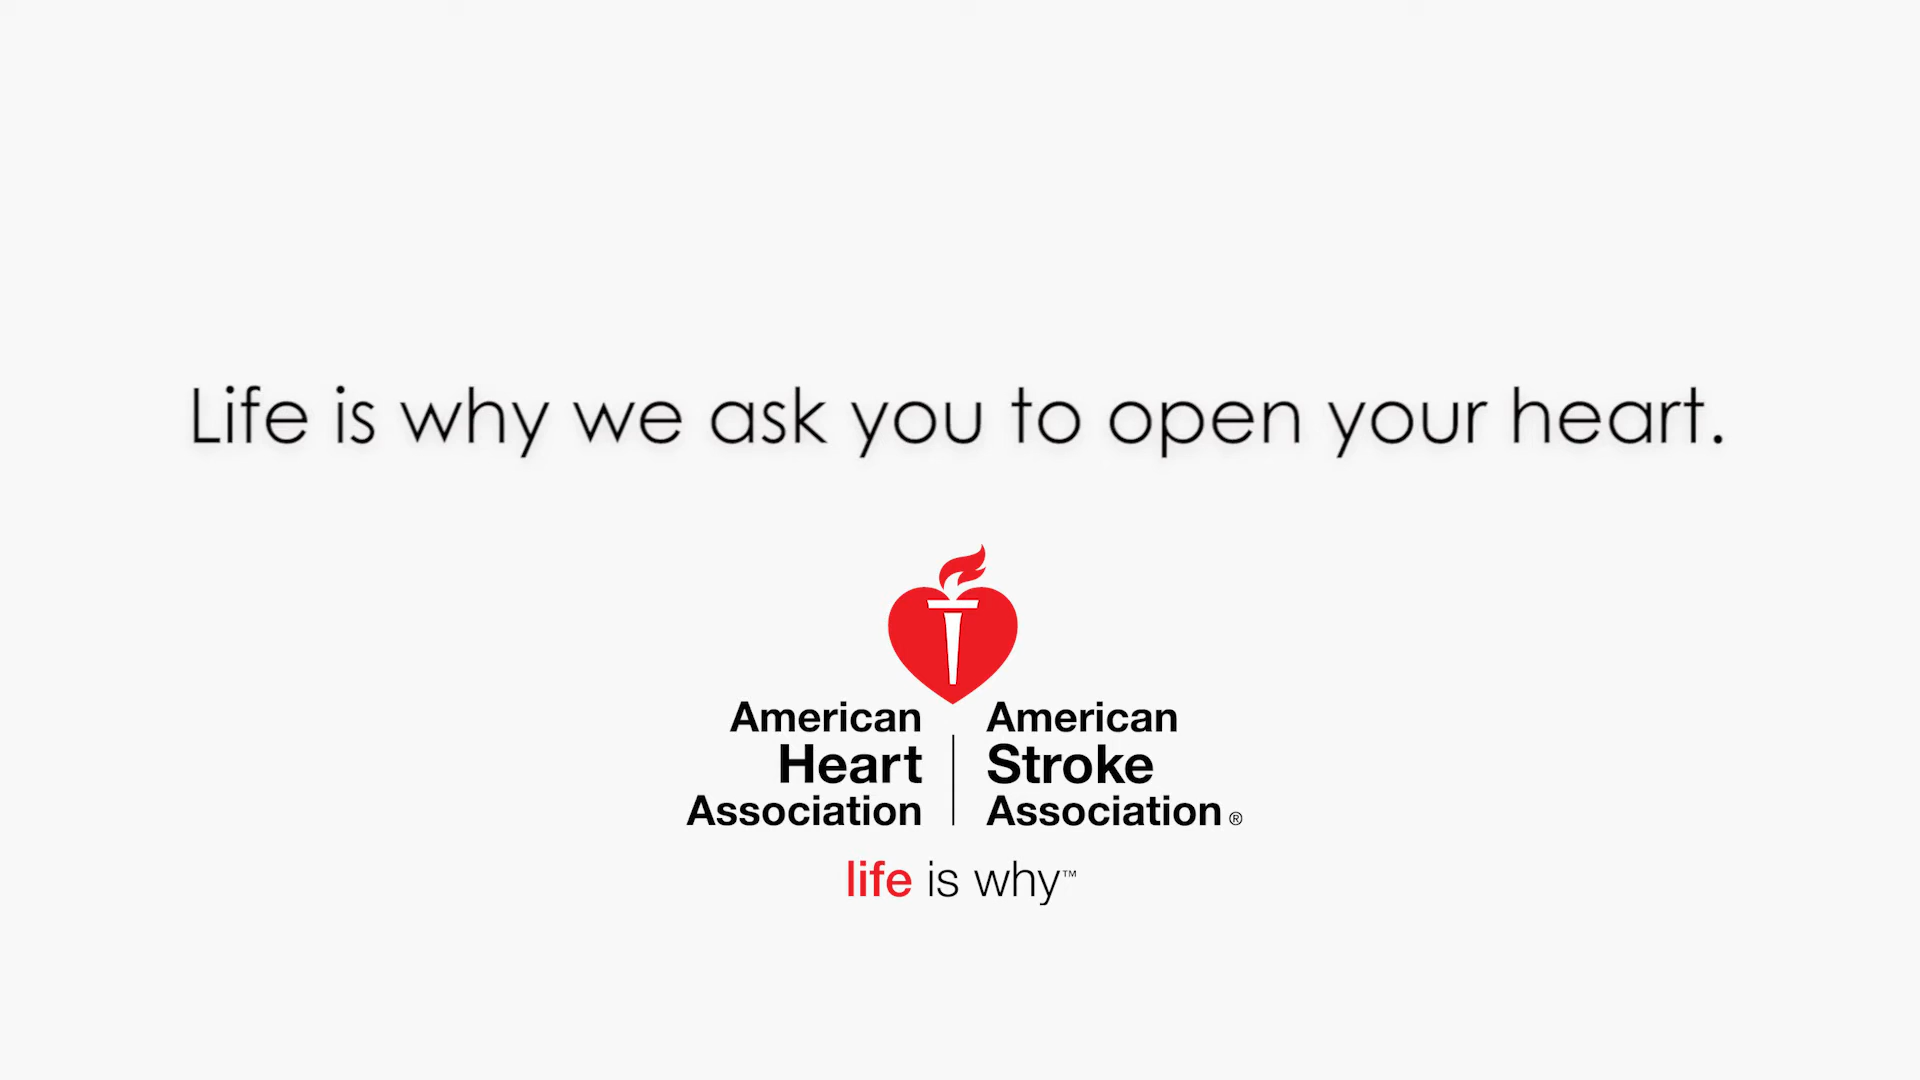 Life is why we ask you to open your heart.
American
Heart
Association
American
Stroke
Association®
life is why™